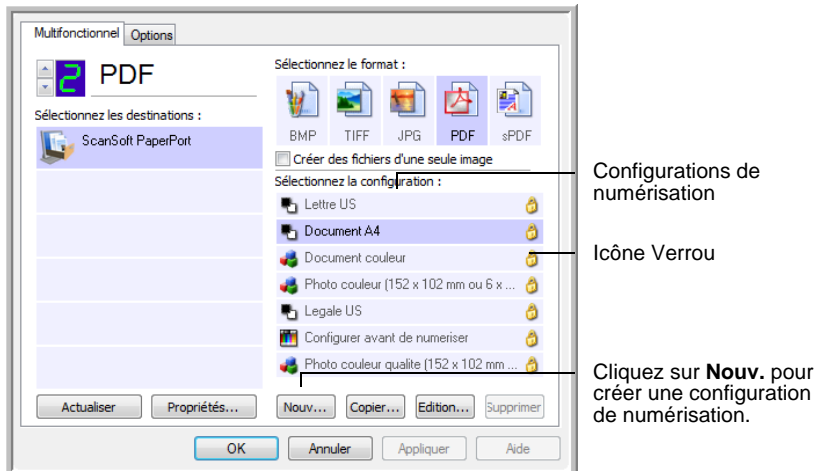 Multifonctionnel Options
2 PDF
Sélectionnez les destinations :
ScanSoft PaperPort
Sélectionnez le format :
BMP TIFF JPG PDF sPDF
Créer des fichiers d'une seule image
Sélectionnez la configuration :
Lettre US
Document A4
Document couleur
Photo couleur (152 x 102 mm ou 6 x ...
Legale US
Configurer avant de numeriser
Photo couleur qualite (152 x 102 mm ...
Actualiser Propriétés... Nouv... Copier... Edition... Supprimer
OK Annuler Appliquer Aide
Configurations de
numérisation
Icône Verrou
Cliquez sur Nouv. pour
créer une configuration
de numérisation.